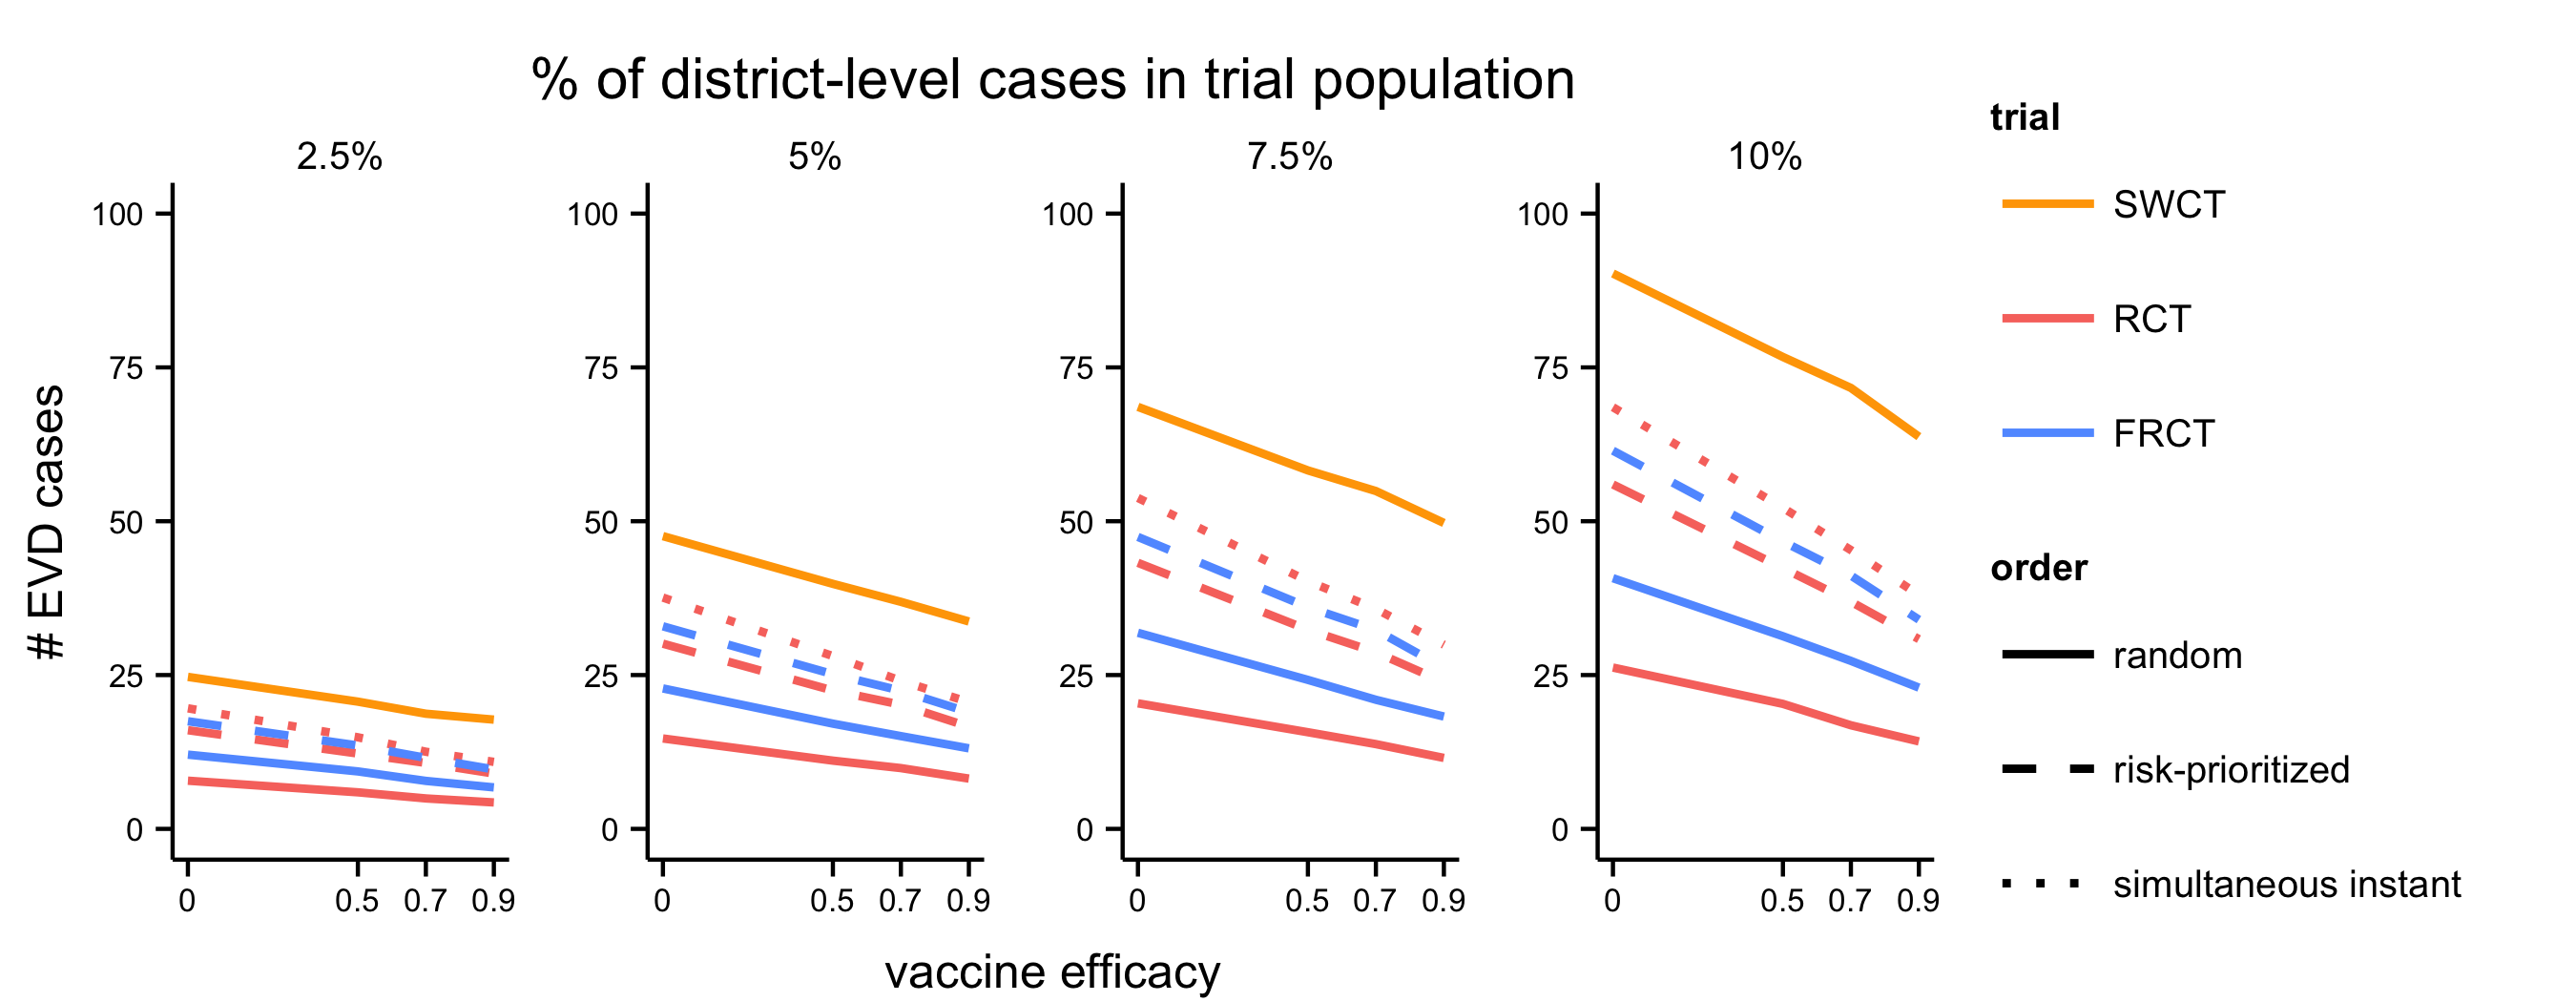 % of district-level cases in trial population
2.5%
5%
7.5%
10%
# EVD cases
100
75
50
25
0
100
75
50
25
0
100
75
50
25
0
100
75
50
25
0
0 0.5 0.7 0.9
0 0.5 0.7 0.9
0 0.5 0.7 0.9
0 0.5 0.7 0.9
vaccine efficacy
trial
SWCT
RCT
FRCT
order
random
risk-prioritized
simultaneous instant